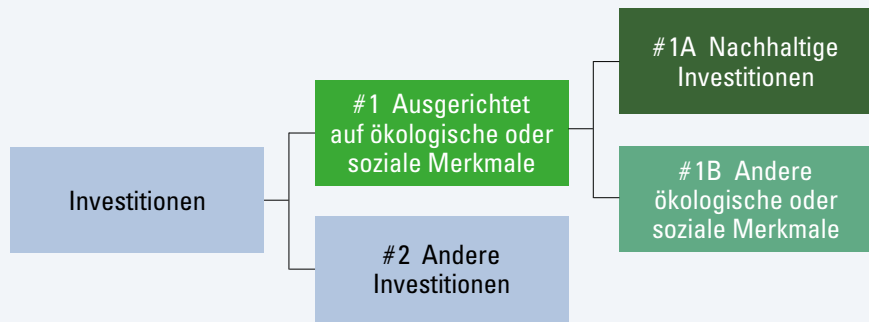 Investitionen
#1 Ausgerichtet
auf ökologische oder
soziale Merkmale
#2 Andere
Investitionen
#1A Nachhaltige
Investitionen
#1B Andere
ökologische oder
soziale Merkmale